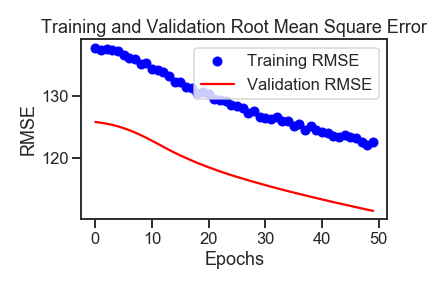 Training and Validation Root Mean Square Error
Training RMSE
Validation RMSE
RMSE
130
120
0
10
20
30
40
50
Epochs